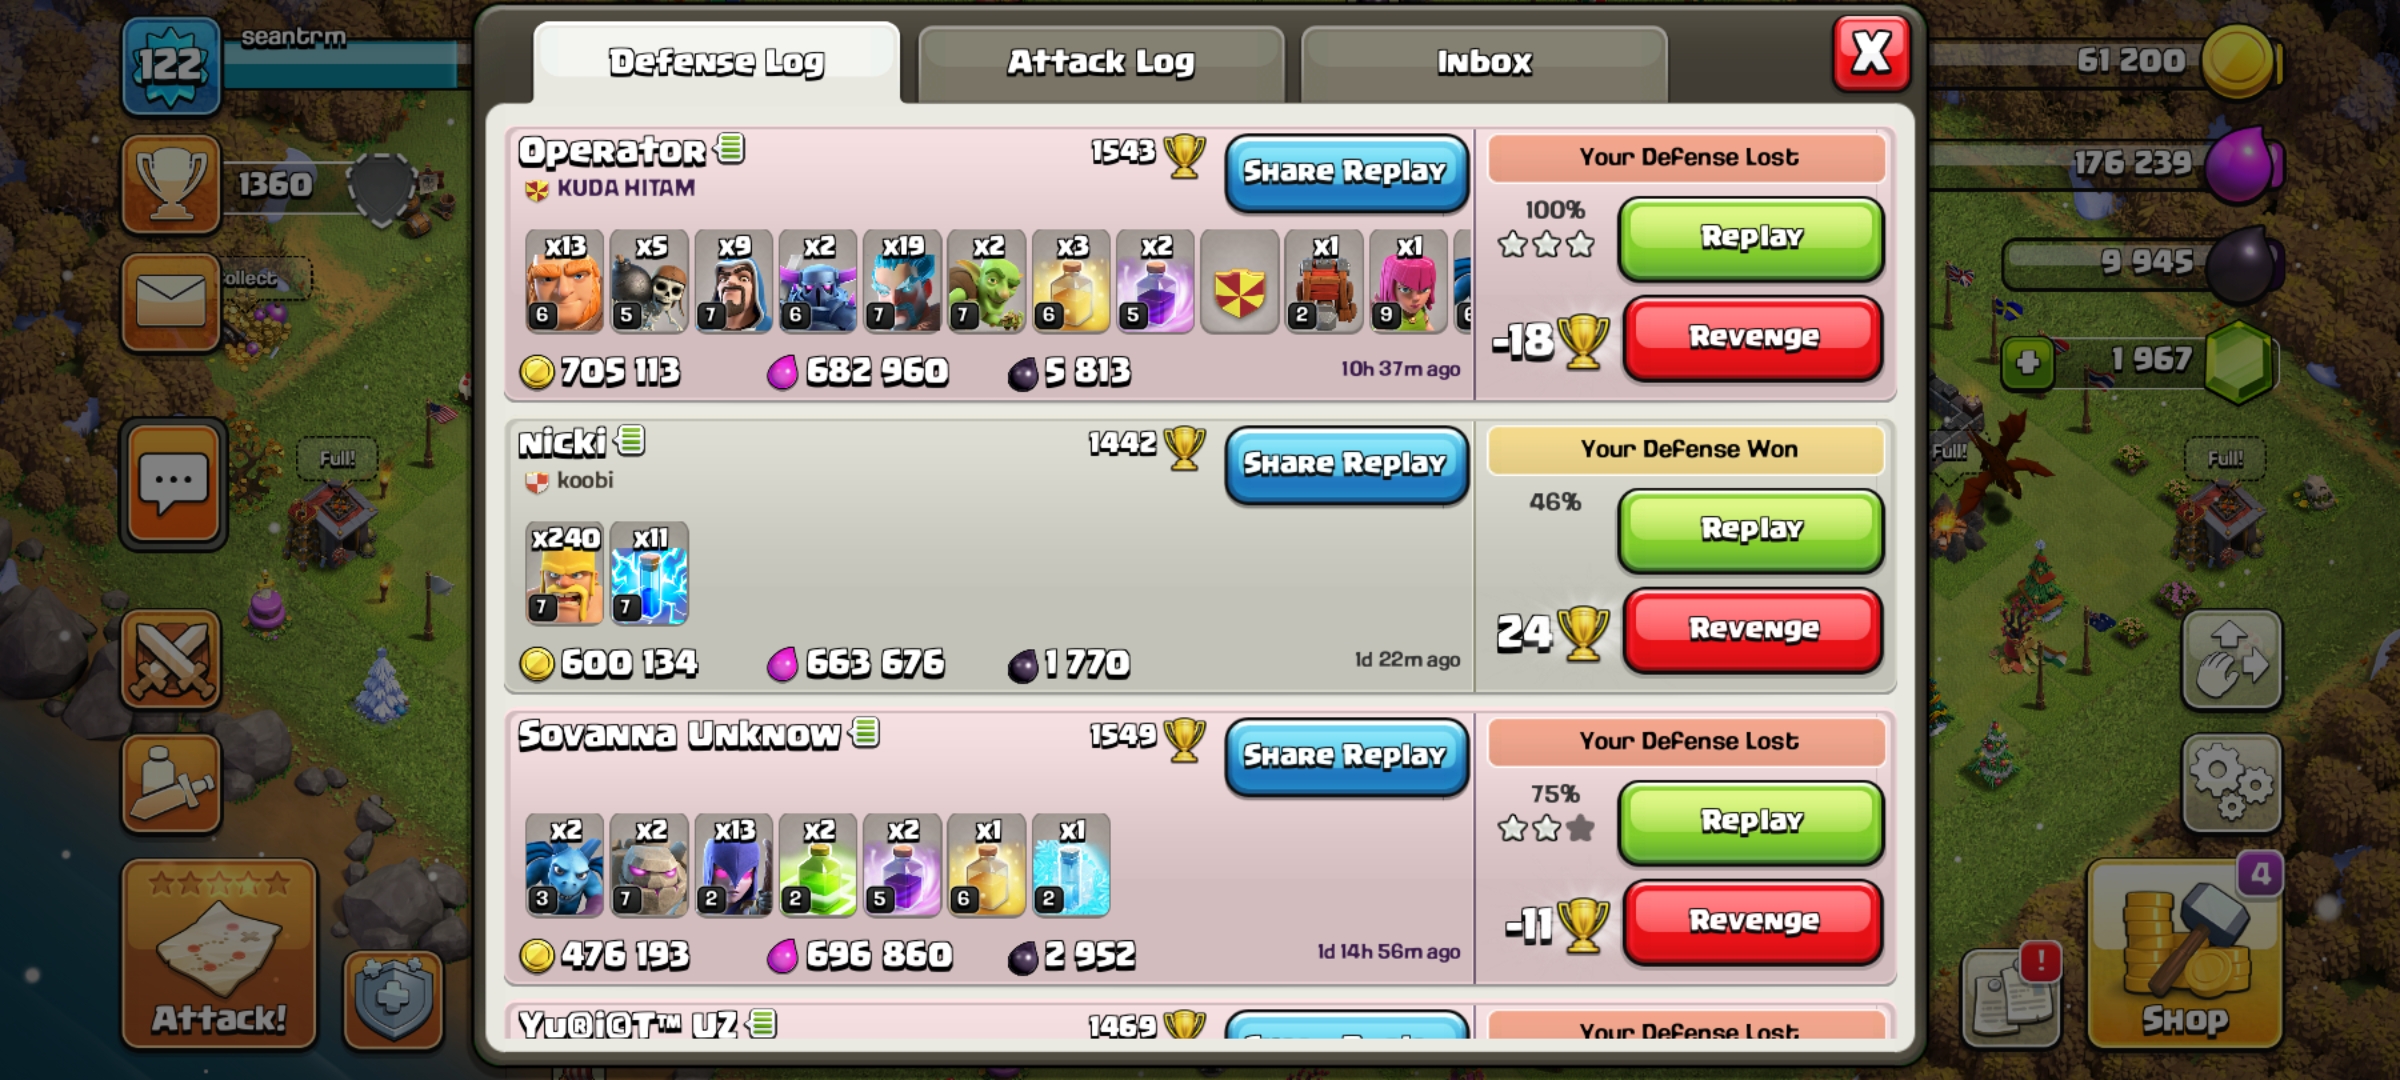 122
seantrm
1360
Collect
Full!
Attack!
Defense Log
Attack Log
Inbox
X
Operator
KUDA HITAM
1543
Share Replay
x13 x5 x9 x2 x19 x2 x3 x2 x1 x1
6 5 7 6 7 7 6 5 2 9
705 113 682 960 5 813
10h 37m ago
Your Defense Lost
100%
Replay
-18
Revenge
Nicki
koobi
1442
Share Replay
x240 x11
7 7
600 134 663 676 1 770
1d 22m ago
Your Defense Won
46%
Replay
24
Revenge
Sovanna Unknow
1549
Share Replay
x2 x2 x13 x2 x2 x1 x1
3 7 2 2 5 6 2
476 193 696 860 2 952
1d 14h 56m ago
Your Defense Lost
75%
Replay
-11
Revenge
Yu®i©T™ UZ
1469
Share Replay
Your Defense Lost
61 200
176 239
9 945
1 967
Full!
Full!
4
!
Shop